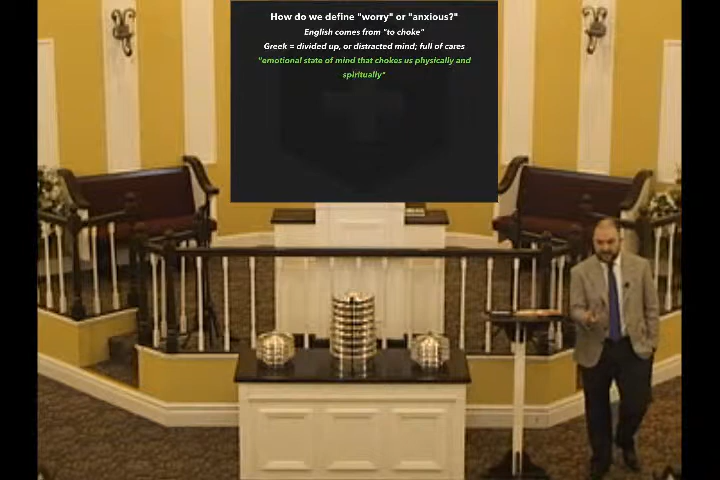 How do we define "worry" or "anxious?"
English comes from "to choke"
Greek = divided up, or distracted mind; full of cares
"emotional state of mind that chokes us physically and
spiritually"